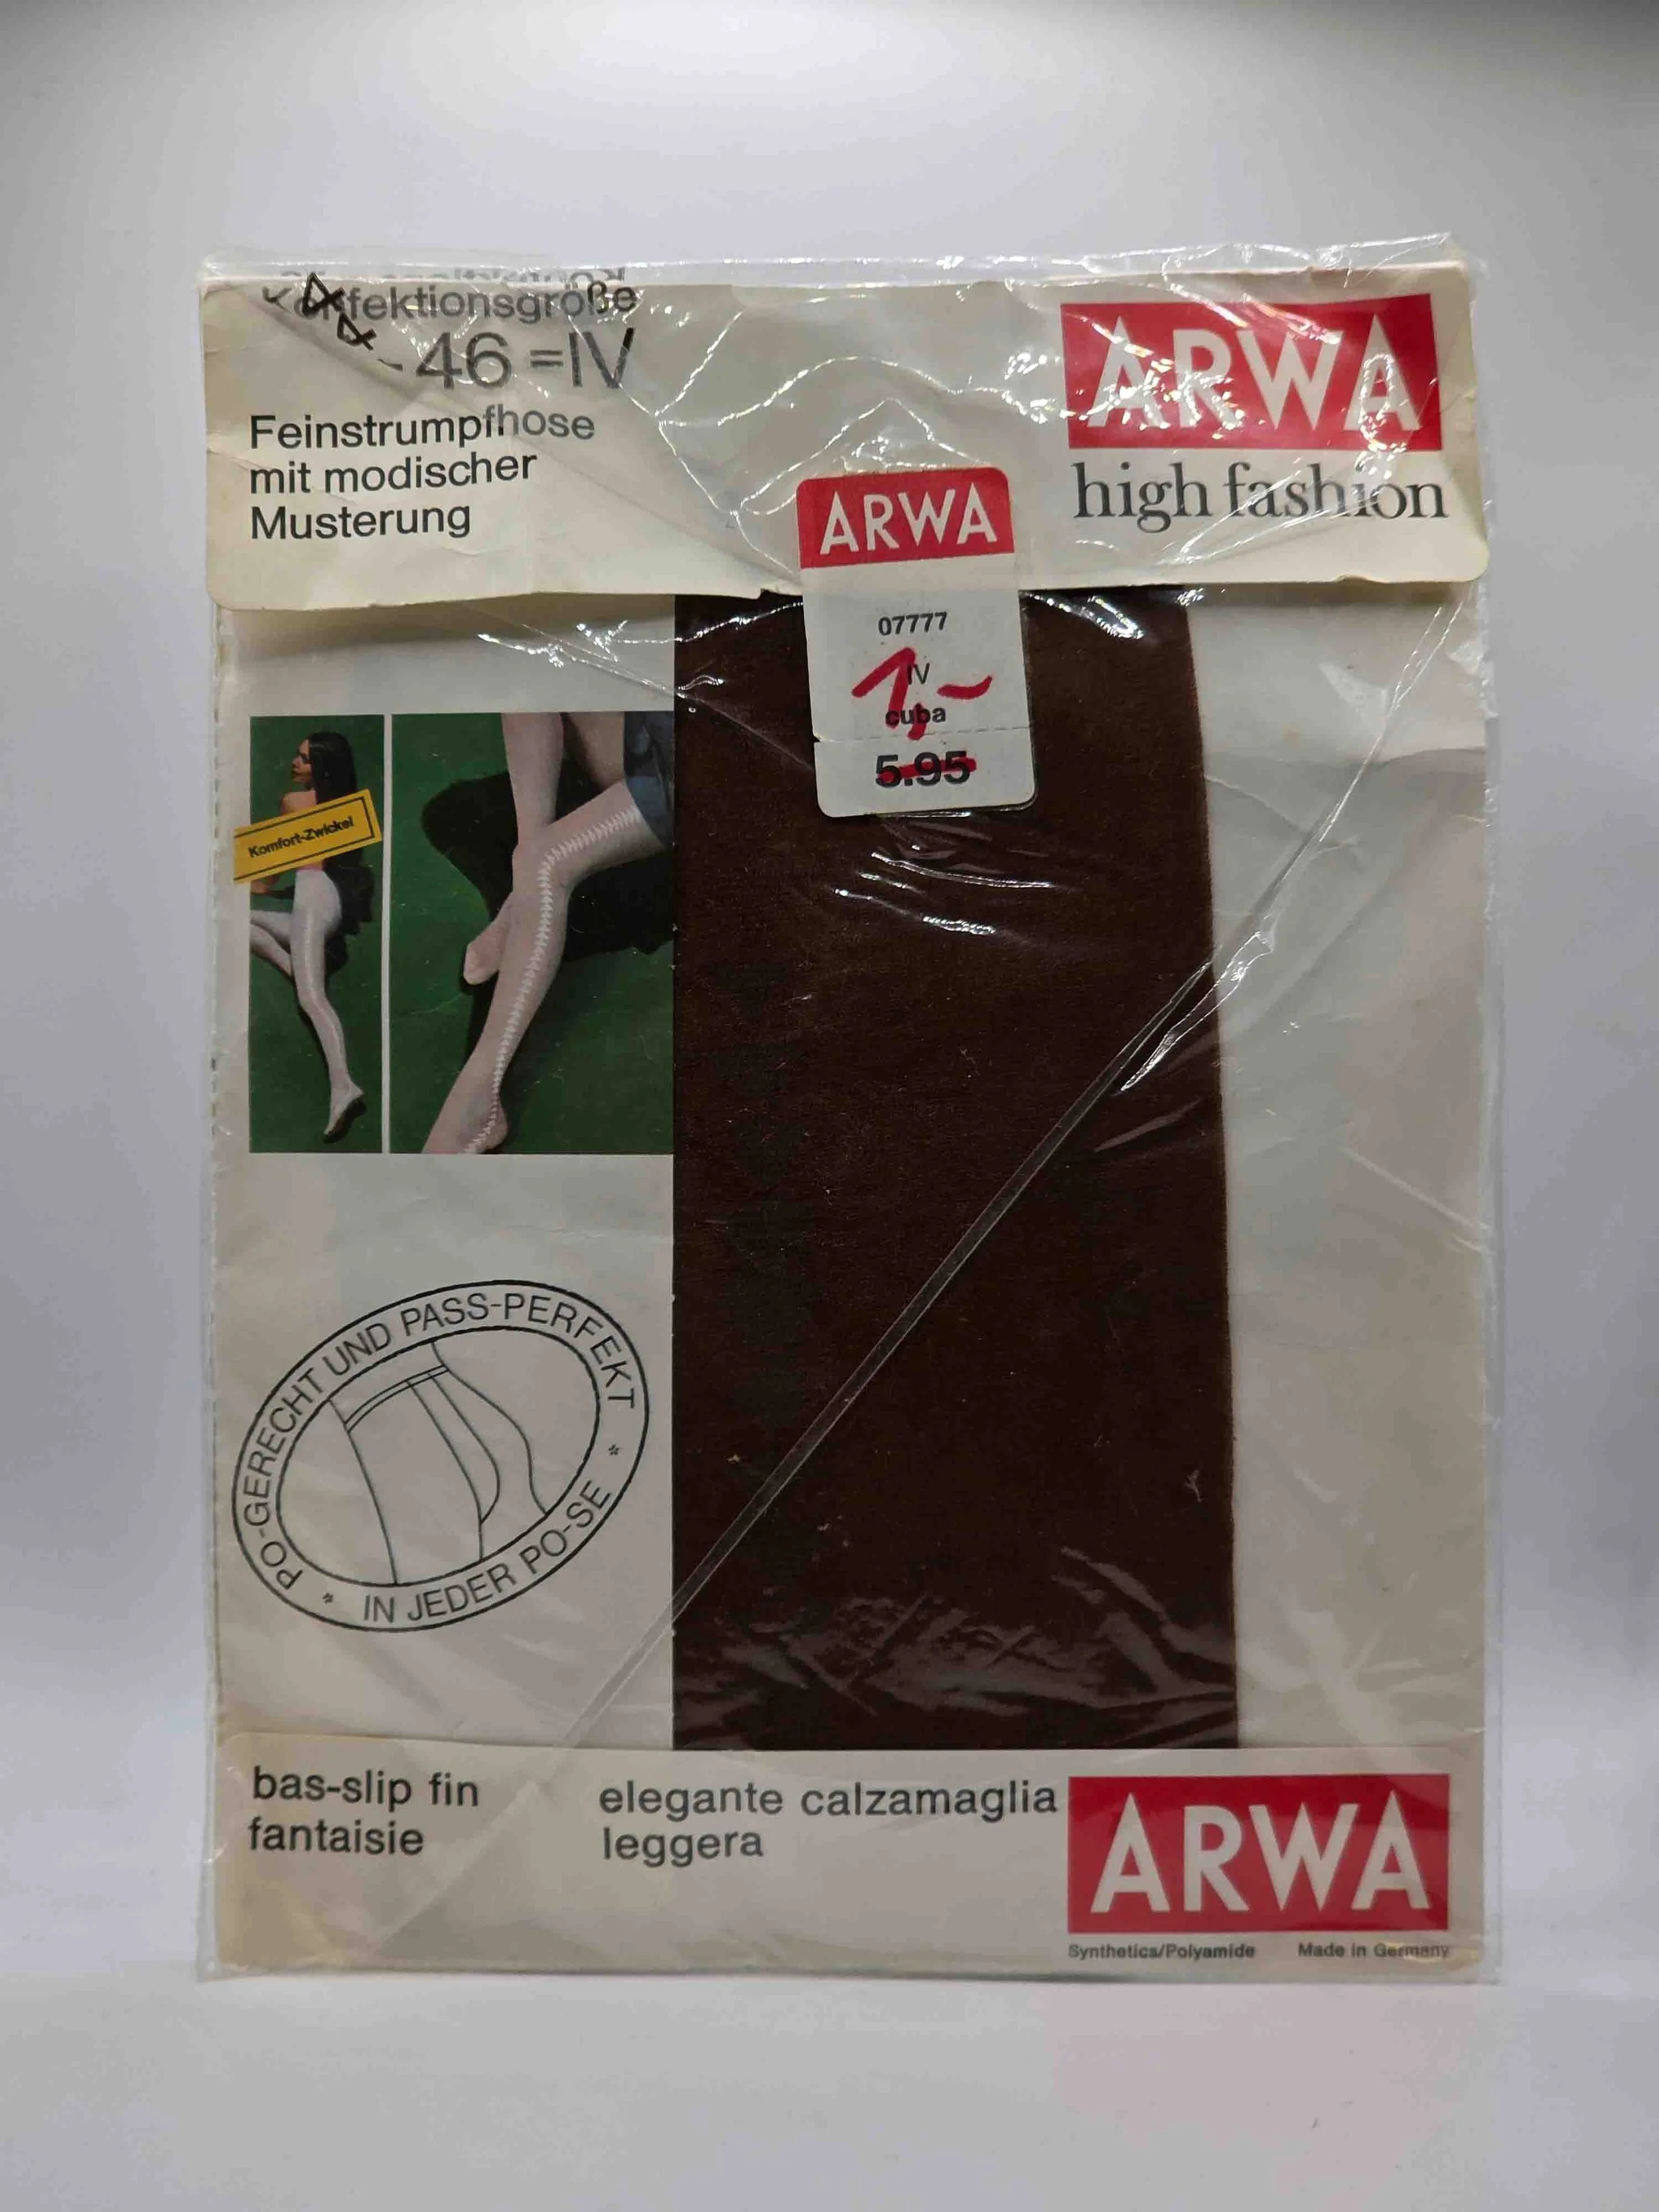 Konfektionsgröße
44-46 =IV
Feinstrumpfhose
mit modischer
Musterung
ARWA
high fashion
ARWA
07777
IV
1,-
cuba
5.95
Komfort-Zwickel
PO-GERECHT UND PASS-PERFEKT
* IN JEDER PO-SE *
bas-slip fin
fantaisie
elegante calzamaglia
leggera
ARWA
Synthetics/Polyamide Made in Germany